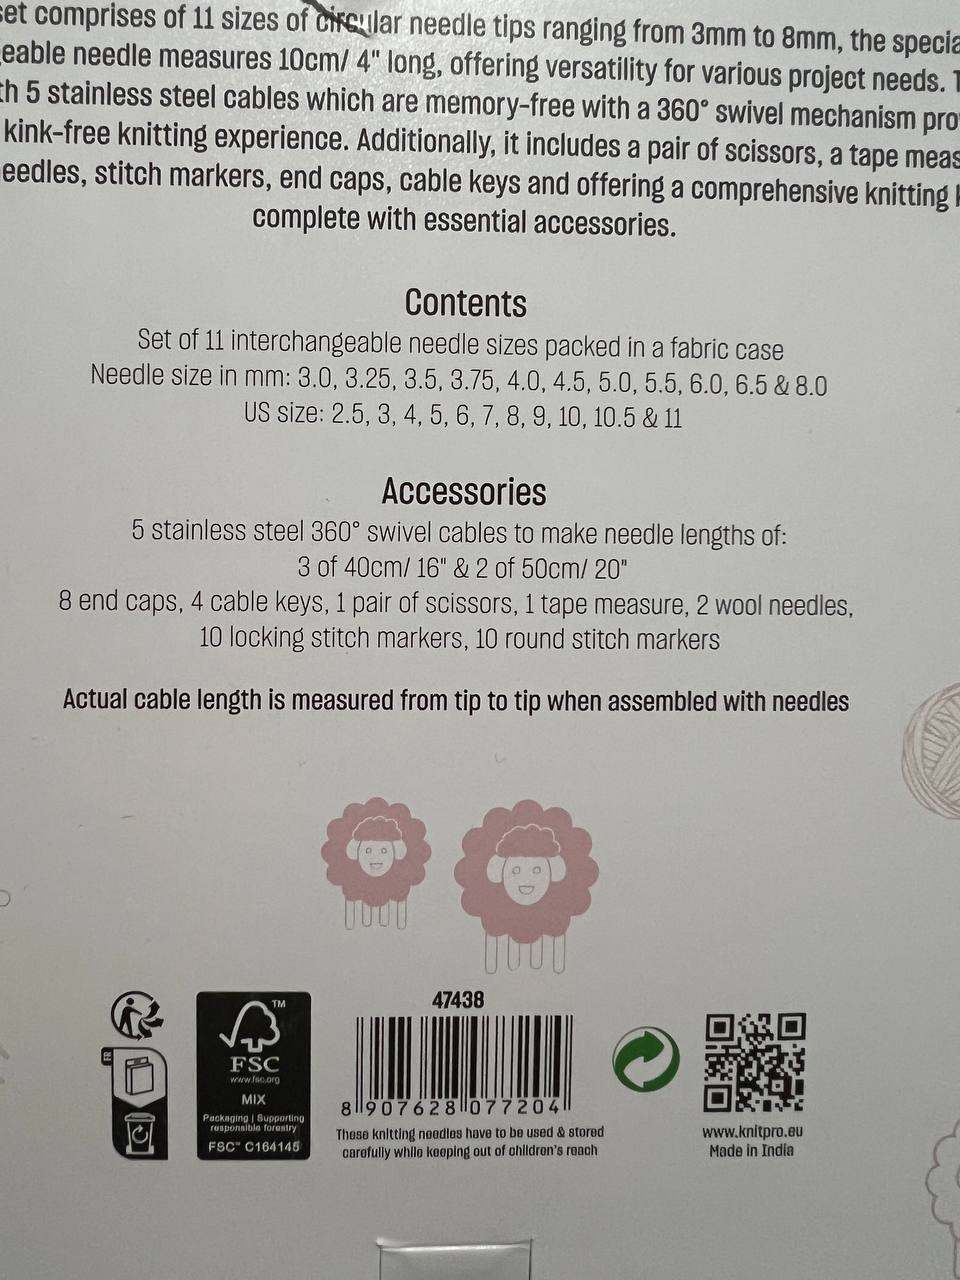 set comprises of 11 sizes of circular needle tips ranging from 3mm to 8mm, the specia
eable needle measures 10cm/ 4" long, offering versatility for various project needs. T
th 5 stainless steel cables which are memory-free with a 360° swivel mechanism pro
kink-free knitting experience. Additionally, it includes a pair of scissors, a tape meas
eedles, stitch markers, end caps, cable keys and offering a comprehensive knitting k
complete with essential accessories.
Contents
Set of 11 interchangeable needle sizes packed in a fabric case
Needle size in mm: 3.0, 3.25, 3.5, 3.75, 4.0, 4.5, 5.0, 5.5, 6.0, 6.5 & 8.0
US size: 2.5, 3, 4, 5, 6, 7, 8, 9, 10, 10.5 & 11
Accessories
5 stainless steel 360° swivel cables to make needle lengths of:
3 of 40cm/ 16" & 2 of 50cm/ 20"
8 end caps, 4 cable keys, 1 pair of scissors, 1 tape measure, 2 wool needles,
10 locking stitch markers, 10 round stitch markers
Actual cable length is measured from tip to tip when assembled with needles
FR
TM
FSC
www.fsc.org
MIX
Packaging | Supporting
responsible forestry
FSC™ C164145
47438
8 907628 077204
These knitting needles have to be used & stored
carefully while keeping out of children's reach
www.knitpro.eu
Made in India